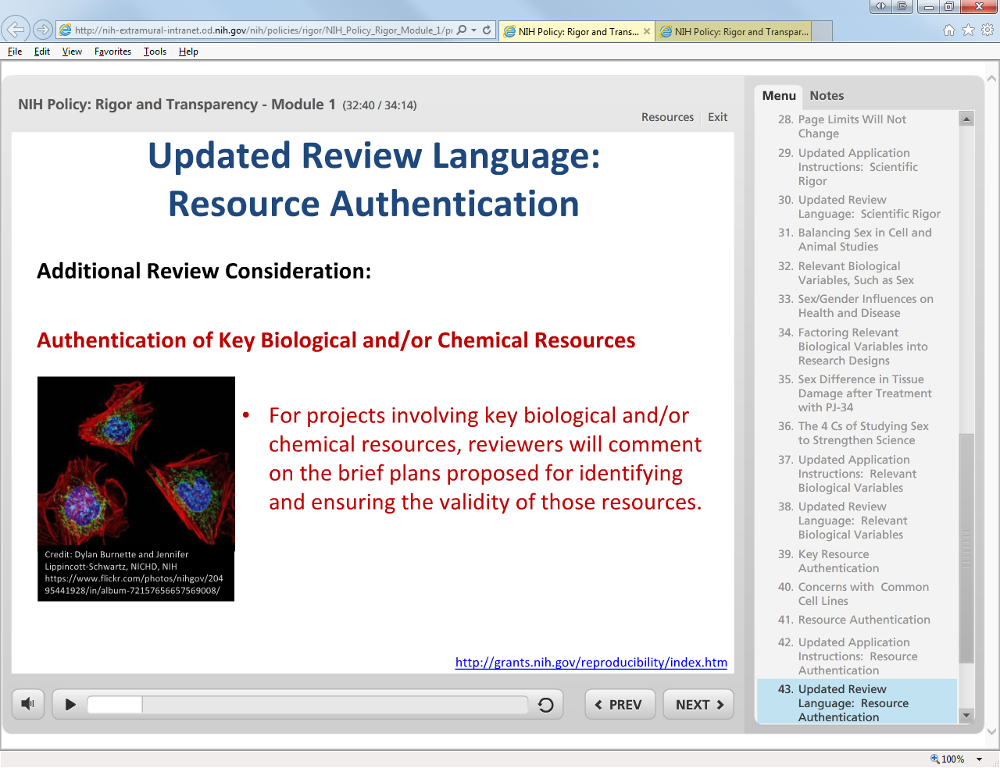 http://nih-extramural-intranet.od.nih.gov/nih/policies/rigor/NIH_Policy_Rigor_Module_1/pı
NIH Policy: Rigor and Trans...
NIH Policy: Rigor and Transpar...
File Edit View Favorites Tools Help
NIH Policy: Rigor and Transparency - Module 1 (32:40 / 34:14)
Resources Exit
Updated Review Language:
Resource Authentication
Additional Review Consideration:
Authentication of Key Biological and/or Chemical Resources
• For projects involving key biological and/or
chemical resources, reviewers will comment
on the brief plans proposed for identifying
and ensuring the validity of those resources.
Credit: Dylan Burnette and Jennifer
Lippincott-Schwartz, NICHD, NIH
https://www.flickr.com/photos/nihgov/204
95441928/in/album-72157656657569008/
http://grants.nih.gov/reproducibility/index.htm
PREV
NEXT
Menu Notes
28. Page Limits Will Not
Change
29. Updated Application
Instructions: Scientific
Rigor
30. Updated Review
Language: Scientific Rigor
31. Balancing Sex in Cell and
Animal Studies
32. Relevant Biological
Variables, Such as Sex
33. Sex/Gender Influences on
Health and Disease
34. Factoring Relevant
Biological Variables into
Research Designs
35. Sex Difference in Tissue
Damage after Treatment
with PJ-34
36. The 4 Cs of Studying Sex
to Strengthen Science
37. Updated Application
Instructions: Relevant
Biological Variables
38. Updated Review
Language: Relevant
Biological Variables
39. Key Resource
Authentication
40. Concerns with Common
Cell Lines
41. Resource Authentication
42. Updated Application
Instructions: Resource
Authentication
43. Updated Review
Language: Resource
Authentication
100%